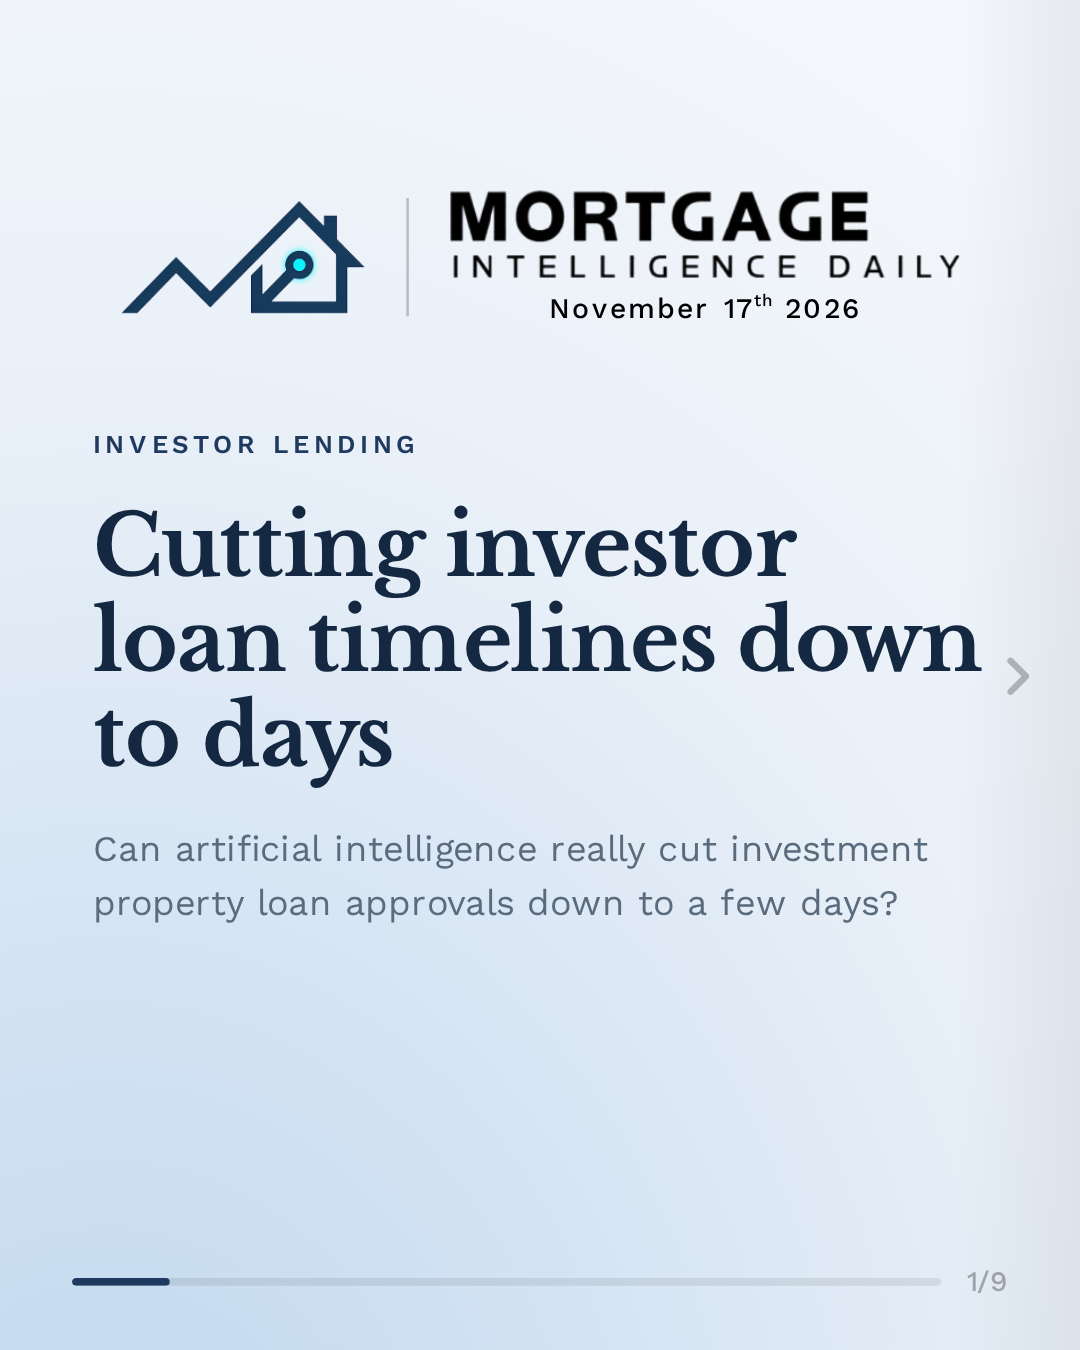 MORTGAGE
INTELLIGENCE DAILY
November 17th 2026
INVESTOR LENDING
Cutting investor
loan timelines down
to days
Can artificial intelligence really cut investment
property loan approvals down to a few days?
1/9